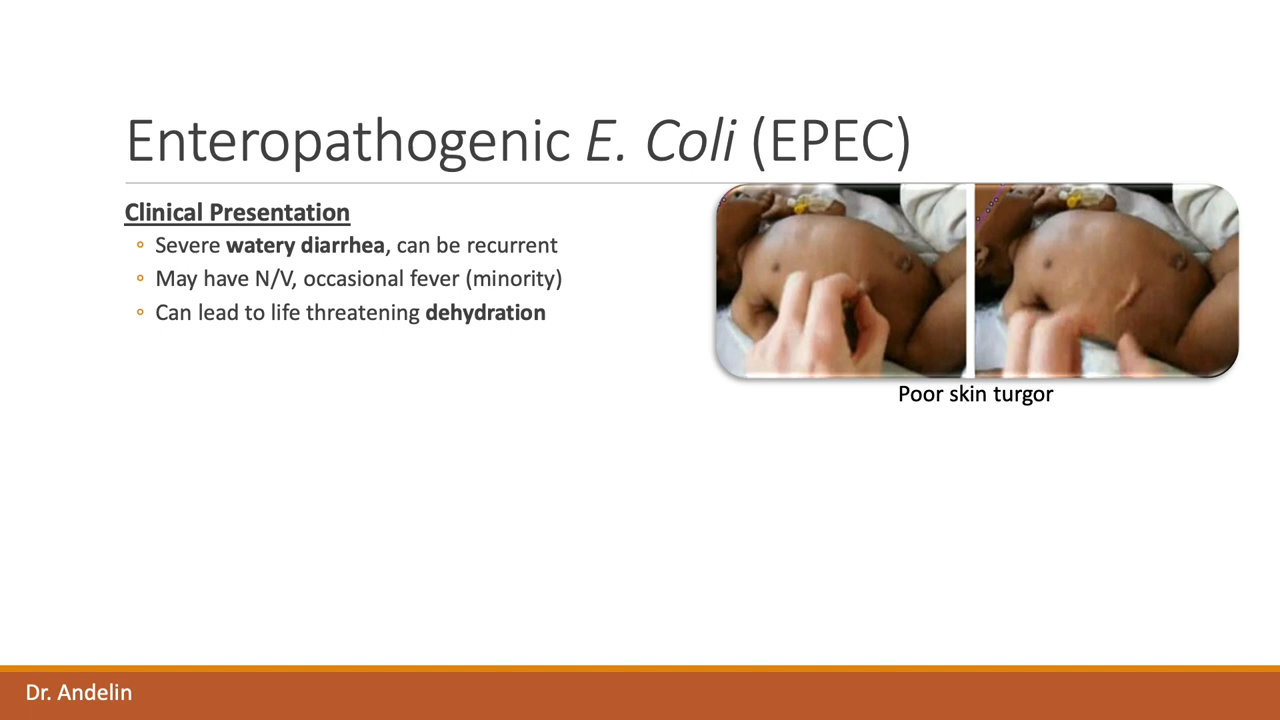 Enteropathogenic E. Coli (EPEC)
Clinical Presentation
Severe watery diarrhea, can be recurrent
May have N/V, occasional fever (minority)
Can lead to life threatening dehydration
Poor skin turgor
Dr. Andelin